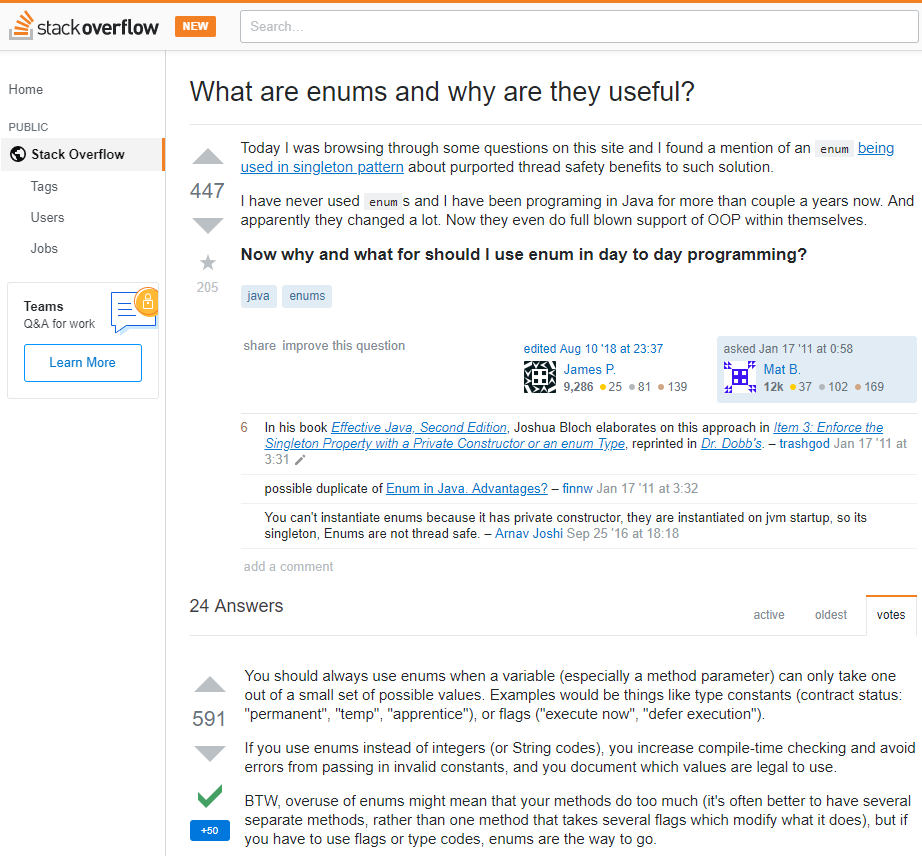 stackoverflow NEW Search...
Home
PUBLIC
Stack Overflow
Tags
Users
Jobs
Teams
Q&A for work
Learn More
What are enums and why are they useful?
447
205
Today I was browsing through some questions on this site and I found a mention of an enum being
used in singleton pattern about purported thread safety benefits to such solution.
I have never used enum s and I have been programing in Java for more than couple a years now. And
apparently they changed a lot. Now they even do full blown support of OOP within themselves.
Now why and what for should I use enum in day to day programming?
java enums
share improve this question
edited Aug 10 '18 at 23:37
James P.
9,286 25 81 139
asked Jan 17 '11 at 0:58
Mat B.
12k 37 102 169
6 In his book Effective Java, Second Edition, Joshua Bloch elaborates on this approach in Item 3: Enforce the
Singleton Property with a Private Constructor or an enum Type, reprinted in Dr. Dobb's. – trashgod Jan 17 '11 at
3:31
possible duplicate of Enum in Java. Advantages? – finnw Jan 17 '11 at 3:32
You can't instantiate enums because it has private constructor, they are instantiated on jvm startup, so its
singleton, Enums are not thread safe. – Arnav Joshi Sep 25 '16 at 18:18
add a comment
24 Answers
active oldest votes
591
+50
You should always use enums when a variable (especially a method parameter) can only take one
out of a small set of possible values. Examples would be things like type constants (contract status:
"permanent", "temp", "apprentice"), or flags ("execute now", "defer execution").
If you use enums instead of integers (or String codes), you increase compile-time checking and avoid
errors from passing in invalid constants, and you document which values are legal to use.
BTW, overuse of enums might mean that your methods do too much (it's often better to have several
separate methods, rather than one method that takes several flags which modify what it does), but if
you have to use flags or type codes, enums are the way to go.